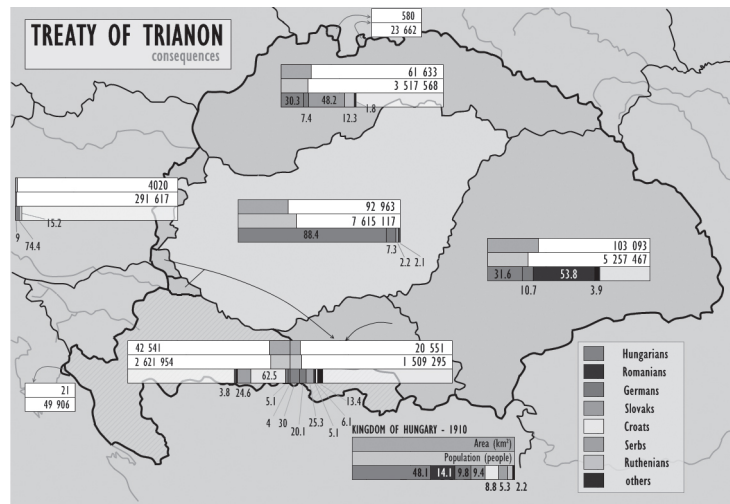 TREATY OF TRIANON
consequences
580
23 662
61 633
3 517 568
30.3 48.2
7.4 12.3 1.8
4020
291 617
15.2
9 74.4
92 963
7 615 117
88.4
7.3
2.2 2.1
103 093
5 257 467
31.6 53.8
10.7 3.9
42 541 20 551
2 621 954 1 509 295
62.5
3.8 24.6 13.4
5.1
4 30 25.3 6.1
20.1 5.1
21
49 906
KINGDOM OF HUNGARY - 1910
Area (km²)
Population (people)
48.1 14.1 9.8 9.4
8.8 5.3 2.2
Hungarians
Romanians
Germans
Slovaks
Croats
Serbs
Ruthenians
others